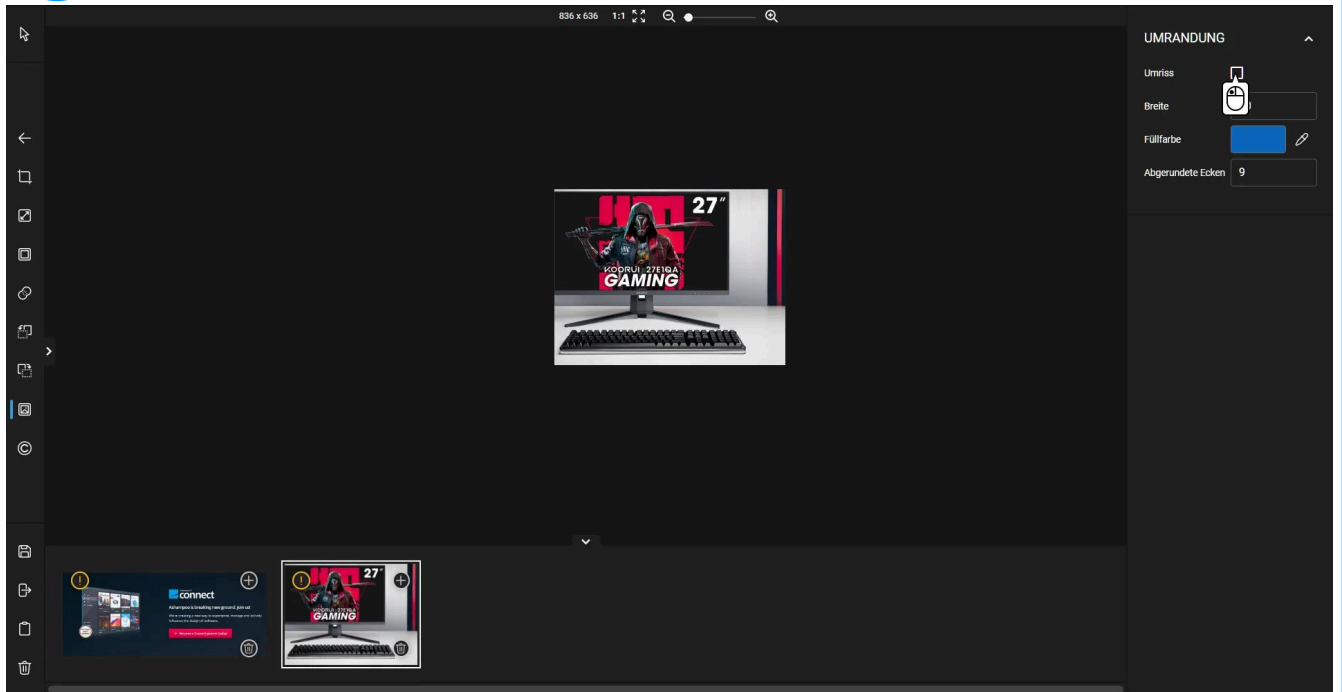 836 x 636 1:1
UMRANDUNG
Umriss
Breite
Füllfarbe
Abgerundete Ecken 9
27"
KOORUI 27E1QA
GAMING
connect
Ashampoo is breaking new ground, join us!
27"
KOORUI 27E1QA
GAMING